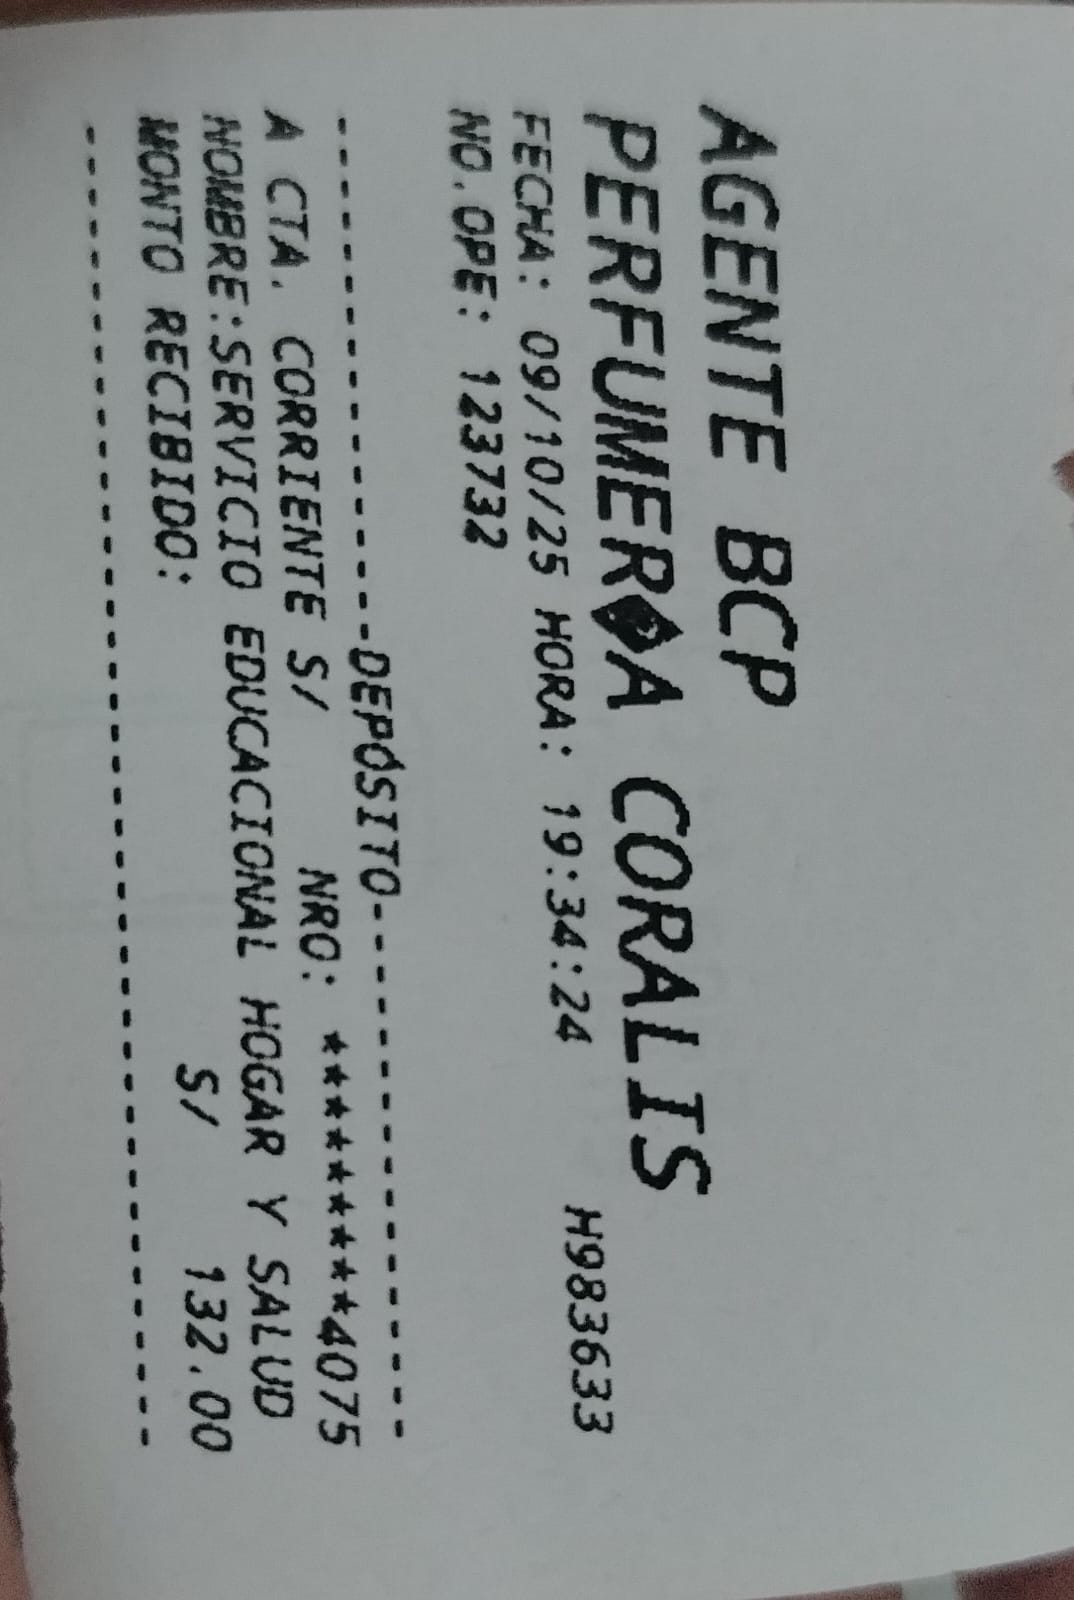 AGENTE BCP
PERFUMER�A CORALIS
FECHA: 09/10/25 HORA: 19:34:24 H983633
NO.OPE: 123732
----------------DEPÓSITO----------------
A CTA. CORRIENTE S/ NRO: **********4075
NOMBRE:SERVICIO EDUCACIONAL HOGAR Y SALUD
MONTO RECIBIDO: S/ 132.00
----------------------------------------